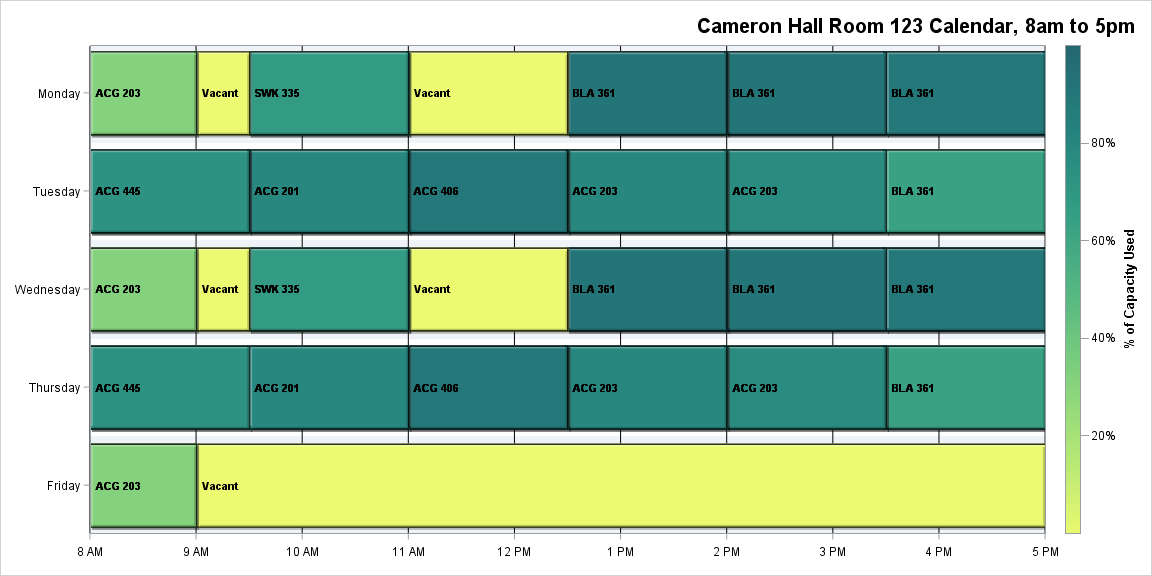 Cameron Hall Room 123 Calendar, 8am to 5pm
Monday ACG 203 Vacant SWK 335 Vacant BLA 361 BLA 361 BLA 361
80%
Tuesday ACG 445 ACG 201 ACG 406 ACG 203 ACG 203 BLA 361
60%
Wednesday ACG 203 Vacant SWK 335 Vacant BLA 361 BLA 361 BLA 361
% of Capacity Used
40%
Thursday ACG 445 ACG 201 ACG 406 ACG 203 ACG 203 BLA 361
20%
Friday ACG 203 Vacant
8 AM 9 AM 10 AM 11 AM 12 PM 1 PM 2 PM 3 PM 4 PM 5 PM